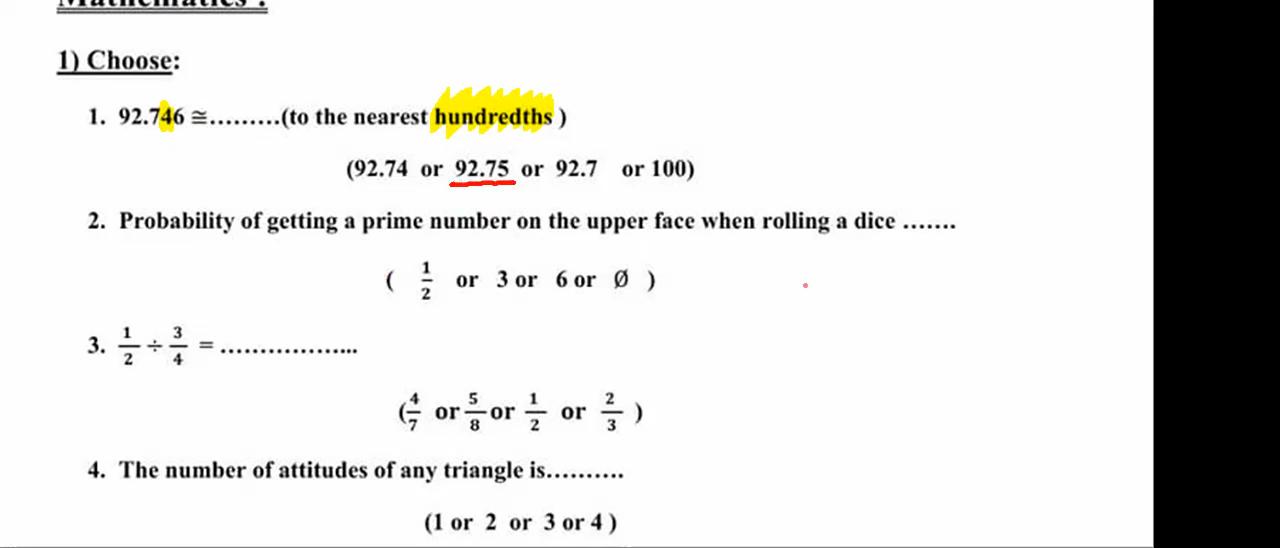 Mathematics :
1) Choose:
1. 92.746 ≅.........(to the nearest hundredths )
(92.74 or 92.75 or 92.7 or 100)
2. Probability of getting a prime number on the upper face when rolling a dice .......
( 1/2 or 3 or 6 or Ø )
3. 1/2 ÷ 3/4 = ....................
(4/7 or 5/8 or 1/2 or 2/3 )
4. The number of attitudes of any triangle is..........
(1 or 2 or 3 or 4 )